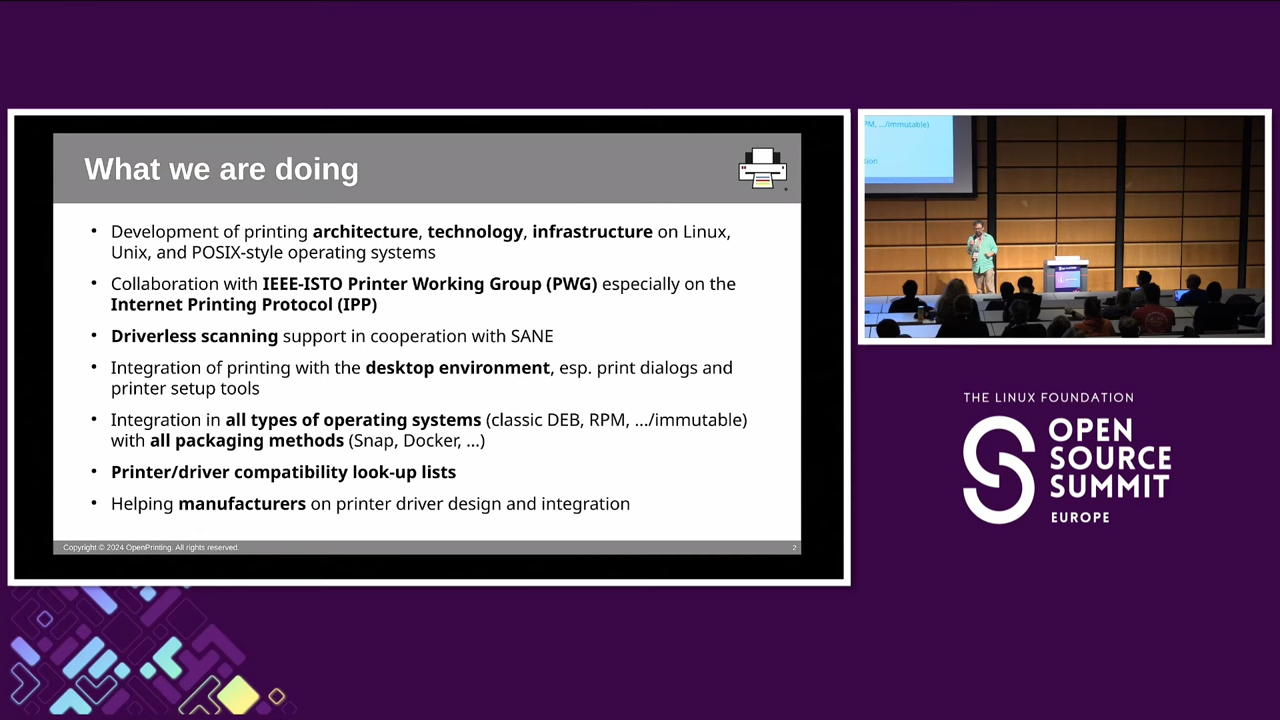 What we are doing
• Development of printing architecture, technology, infrastructure on Linux,
Unix, and POSIX-style operating systems
• Collaboration with IEEE-ISTO Printer Working Group (PWG) especially on the
Internet Printing Protocol (IPP)
• Driverless scanning support in cooperation with SANE
• Integration of printing with the desktop environment, esp. print dialogs and
printer setup tools
• Integration in all types of operating systems (classic DEB, RPM, .../immutable)
with all packaging methods (Snap, Docker, ...)
• Printer/driver compatibility look-up lists
• Helping manufacturers on printer driver design and integration
Copyright © 2024 OpenPrinting. All rights reserved.
2
PM, .../immutable)
tion
THE LINUX FOUNDATION
OPEN
SOURCE
SUMMIT
EUROPE